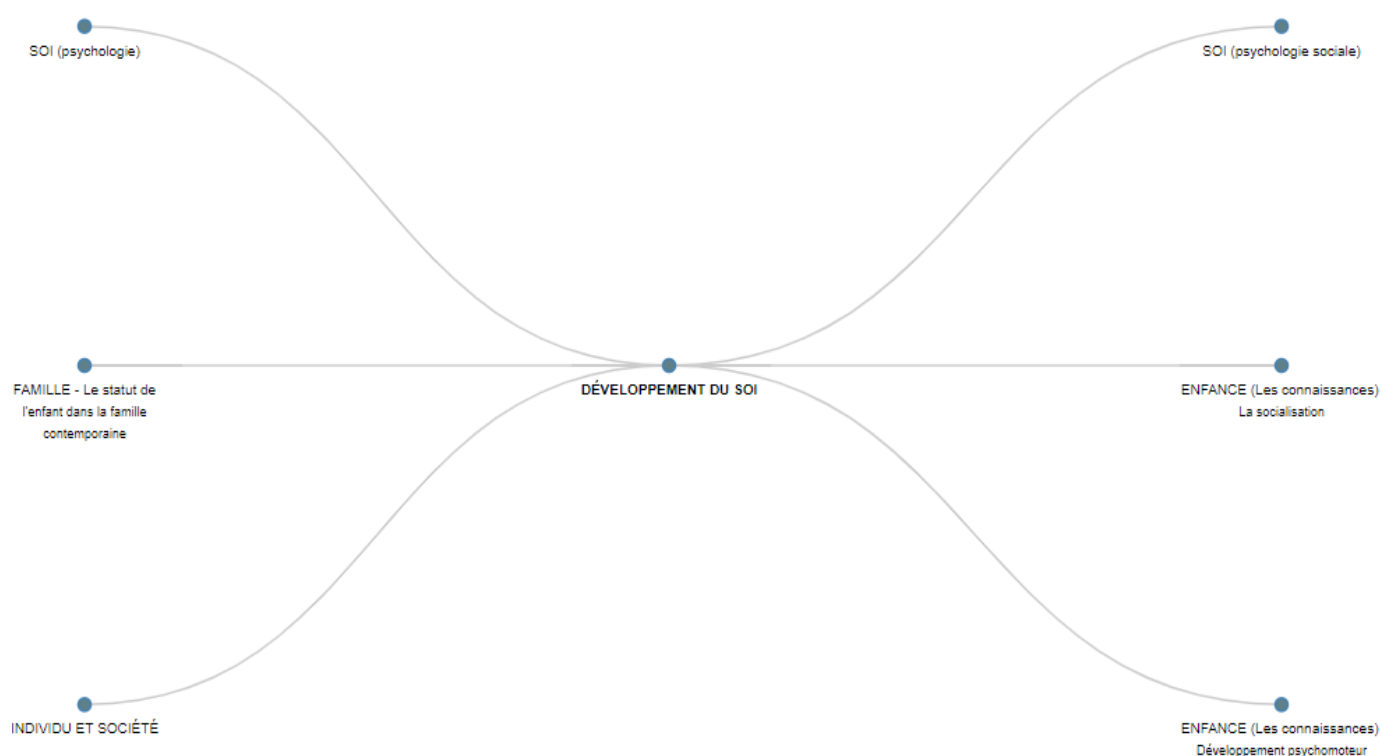 SOI (psychologie)
SOI (psychologie sociale)
FAMILLE - Le statut de
l'enfant dans la famille
contemporaine
DÉVELOPPEMENT DU SOI
ENFANCE (Les connaissances)
La socialisation
INDIVIDU ET SOCIÉTÉ
ENFANCE (Les connaissances)
Développement psychomoteur